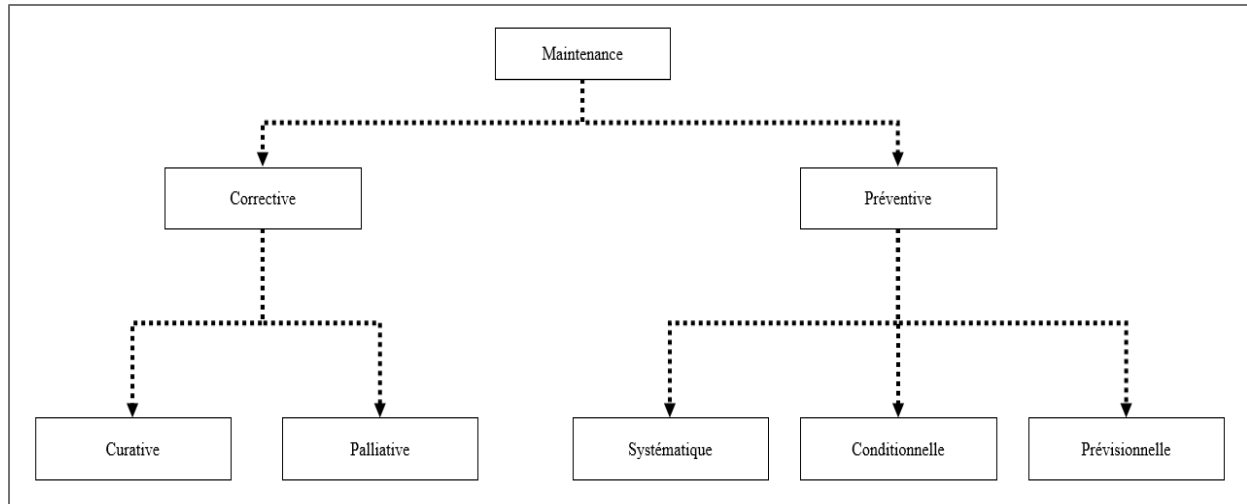 Maintenance
Corrective
Préventive
Curative
Palliative
Systématique
Conditionnelle
Prévisionnelle